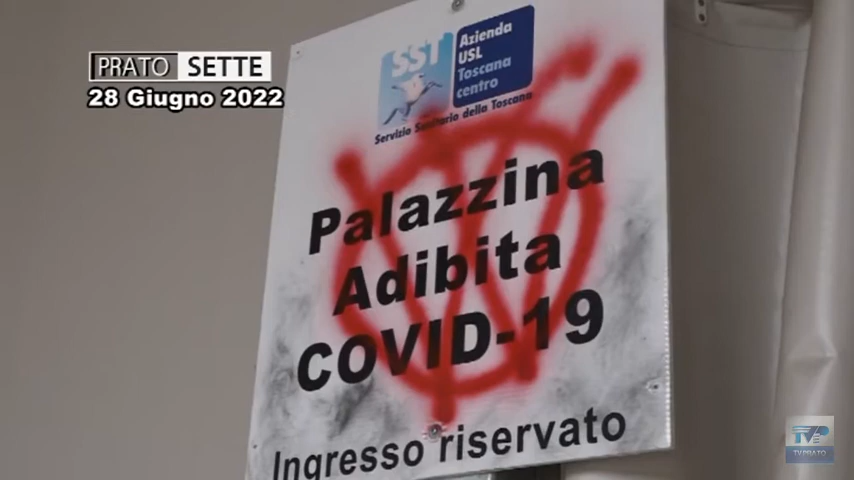 PRATO SETTE
28 Giugno 2022
SST
Azienda
USL
Toscana
centro
Servizio Sanitario della Toscana
Palazzina
Adibita
COVID-19
Ingresso riservato
TVP
TV PRATO